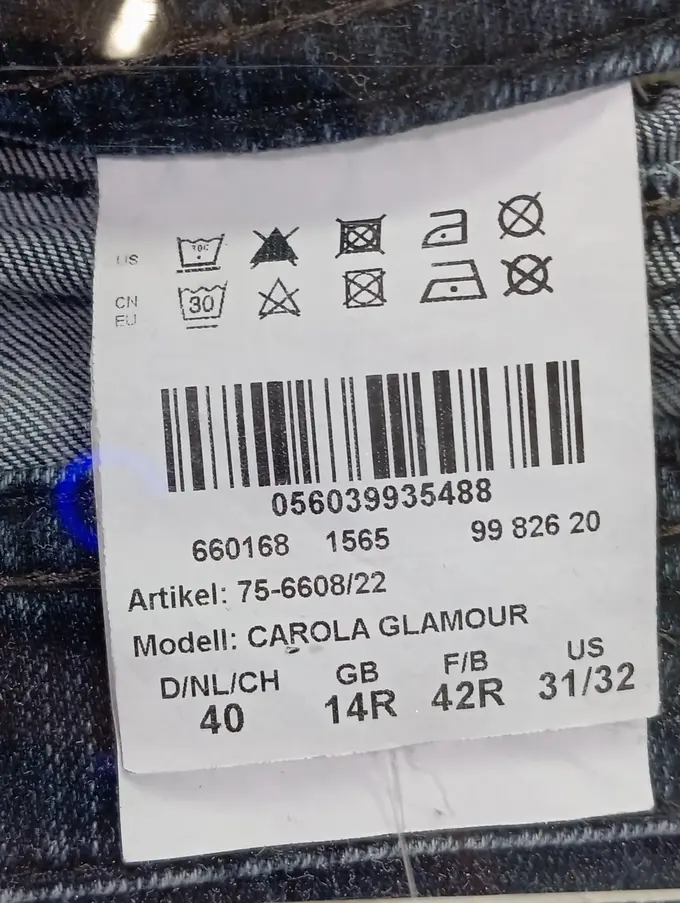 US
CN
EU
30
056039935488
660168 1565 99 826 20
Artikel: 75-6608/22
Modell: CAROLA GLAMOUR
D/NL/CH GB F/B US
40 14R 42R 31/32